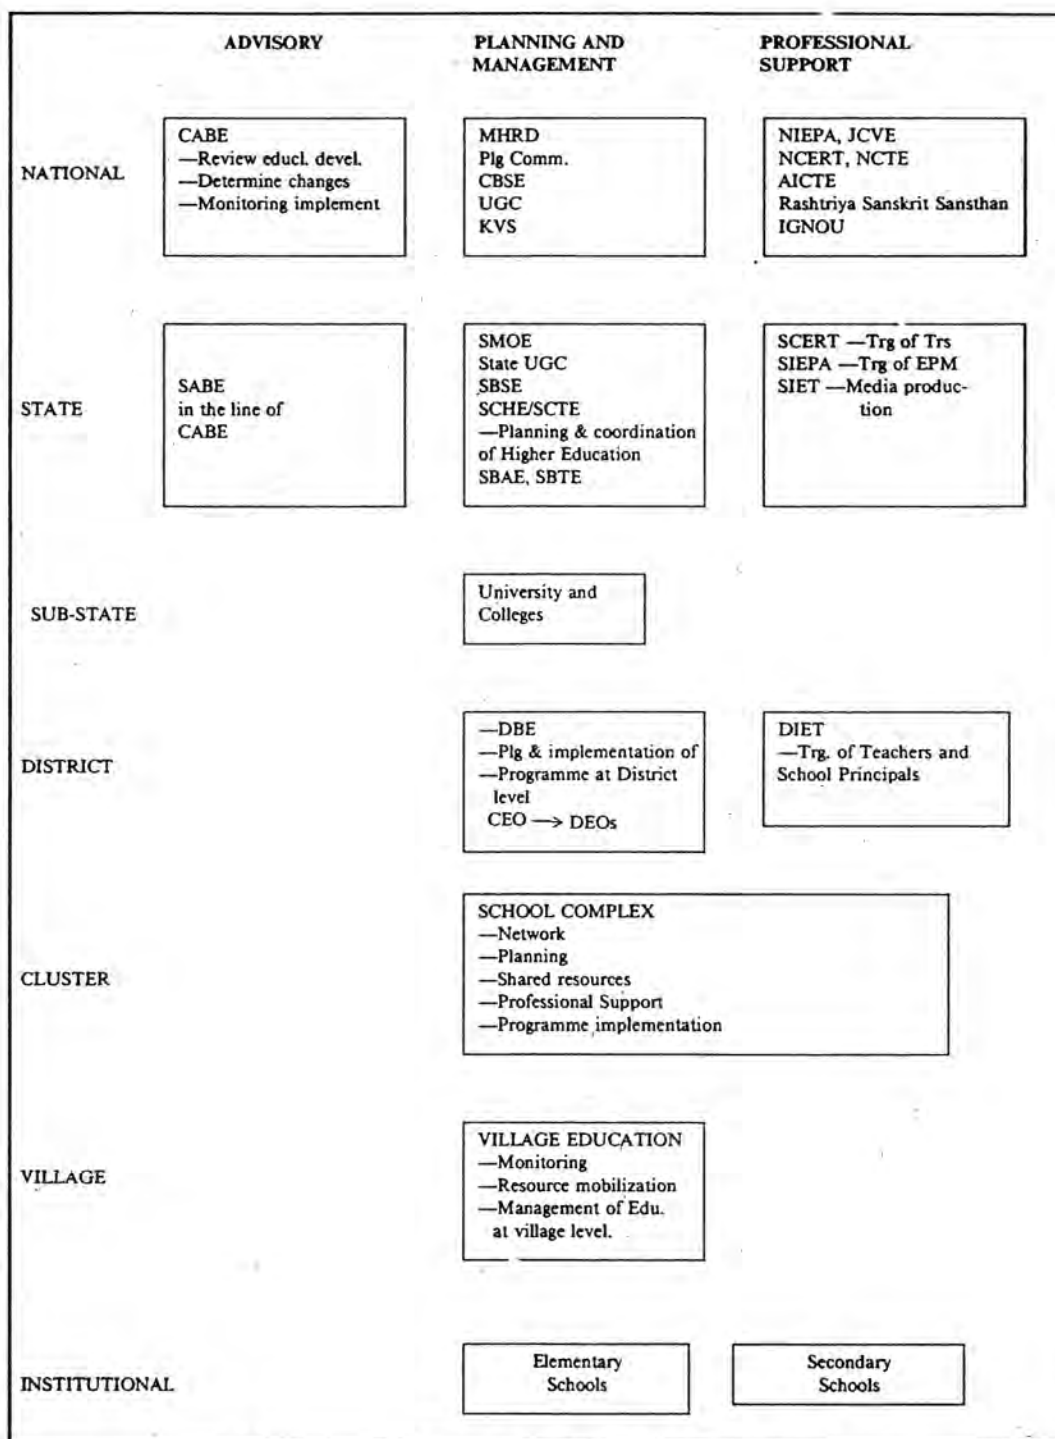 ADVISORY
PLANNING AND
MANAGEMENT
PROFESSIONAL
SUPPORT
NATIONAL
CABE
—Review educl. devel.
—Determine changes
—Monitoring implement
MHRD
Plg Comm.
CBSE
UGC
KVS
NIEPA, JCVE
NCERT, NCTE
AICTE
Rashtriya Sanskrit Sansthan
IGNOU
STATE
SABE
in the line of
CABE
SMOE
State UGC
SBSE
SCHE/SCTE
—Planning & coordination
of Higher Education
SBAE, SBTE
SCERT —Trg of Trs
SIEPA —Trg of EPM
SIET —Media produc-
tion
SUB-STATE
University and
Colleges
DISTRICT
—DBE
—Plg & implementation of
—Programme at District
level
CEO → DEOs
DIET
—Trg. of Teachers and
School Principals
CLUSTER
SCHOOL COMPLEX
—Network
—Planning
—Shared resources
—Professional Support
—Programme implementation
VILLAGE
VILLAGE EDUCATION
—Monitoring
—Resource mobilization
—Management of Edu.
at village level.
INSTITUTIONAL
Elementary
Schools
Secondary
Schools